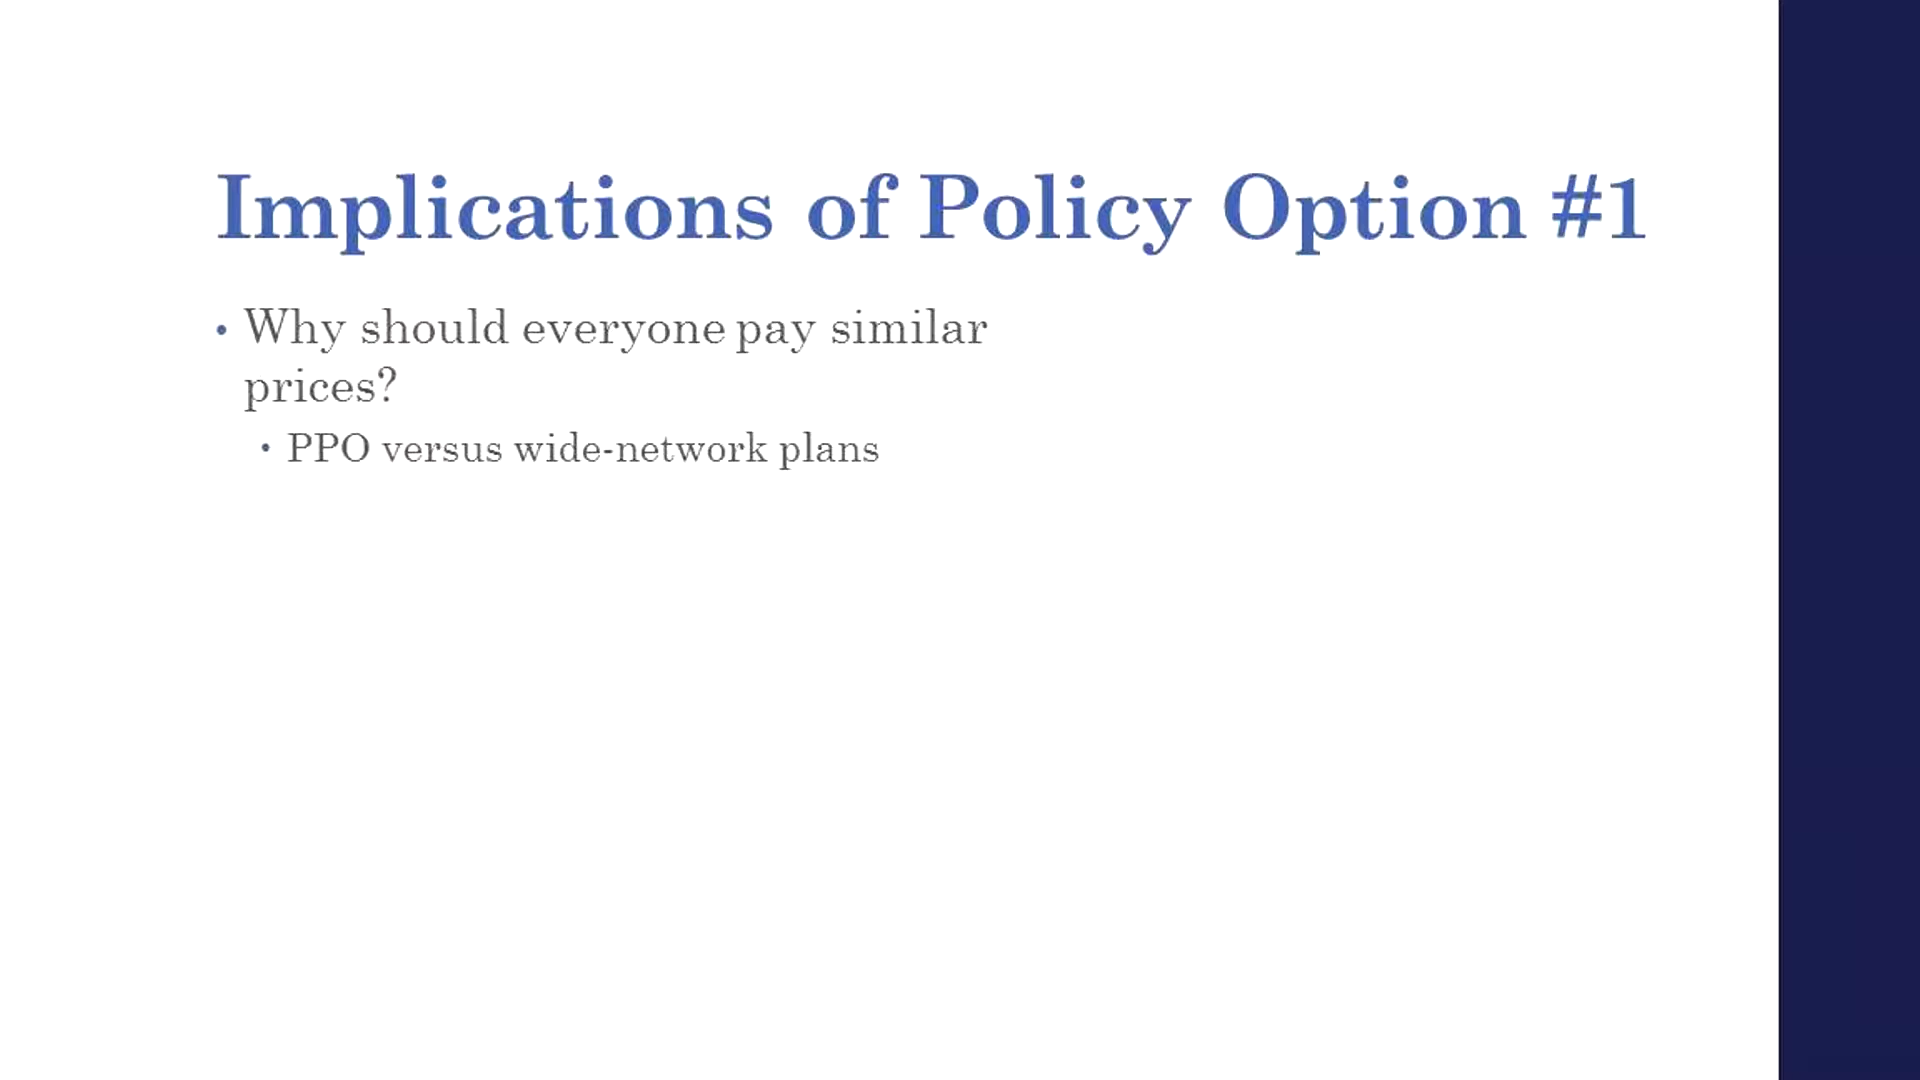 Implications of Policy Option #1
• Why should everyone pay similar
prices?
• PPO versus wide-network plans